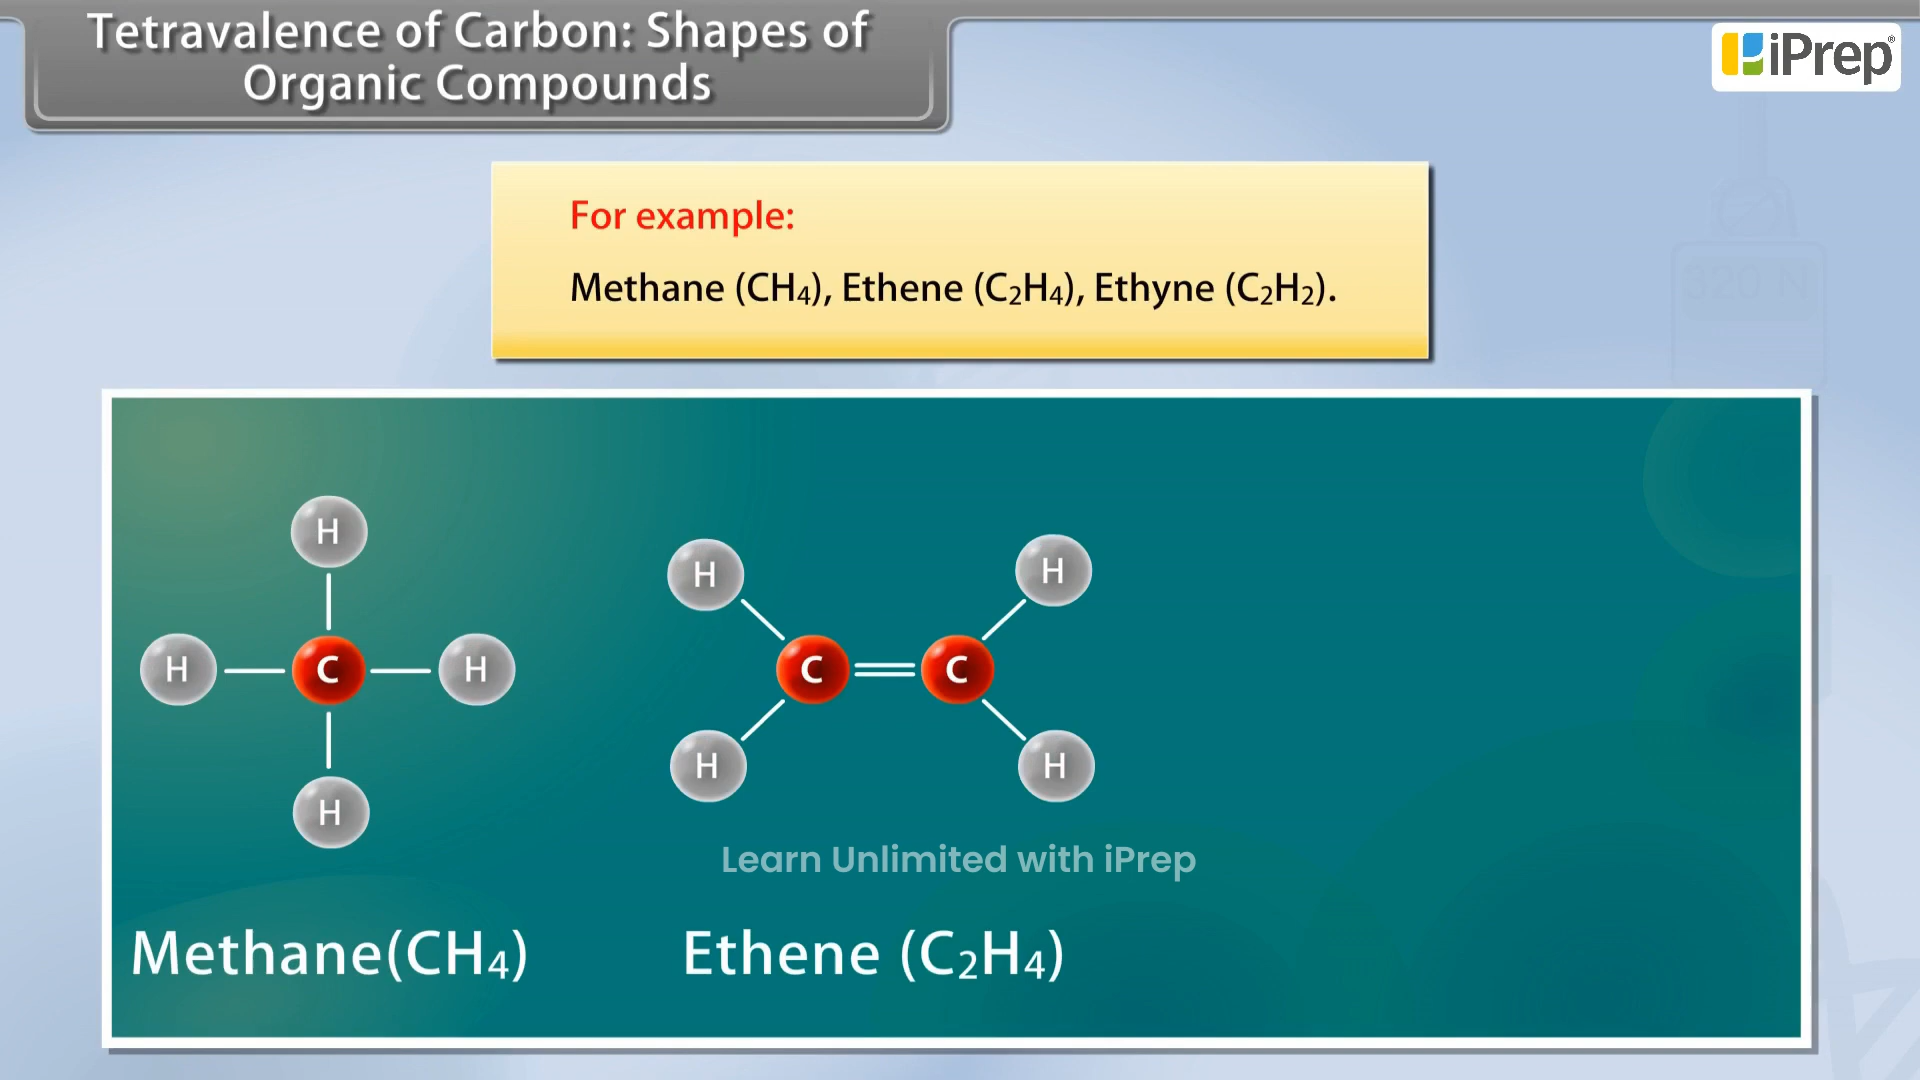 Tetravalence of Carbon: Shapes of
Organic Compounds
iPrep®
For example:
Methane (CH₄), Ethene (C₂H₄), Ethyne (C₂H₂).
H
H C H
H
H H
C C
H H
Learn Unlimited with iPrep
Methane(CH₄)
Ethene (C₂H₄)
320 N